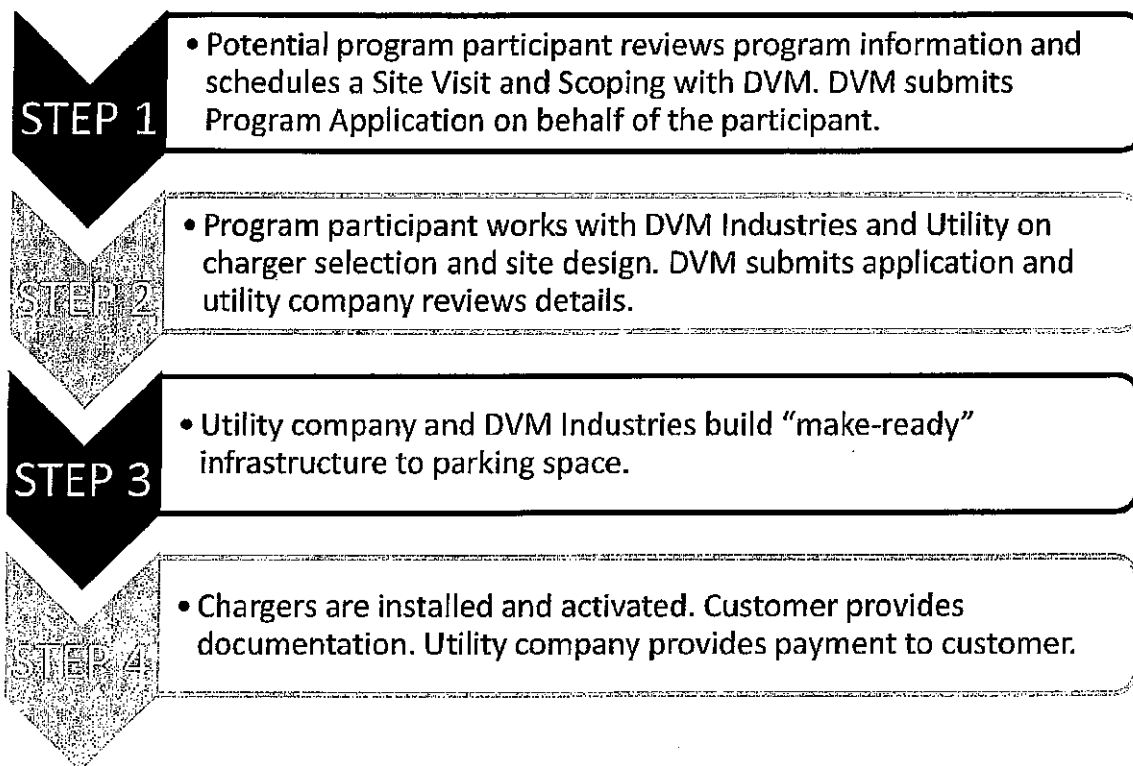 STEP 1
• Potential program participant reviews program information and
schedules a Site Visit and Scoping with DVM. DVM submits
Program Application on behalf of the participant.
STEP 2
• Program participant works with DVM Industries and Utility on
charger selection and site design. DVM submits application and
utility company reviews details.
STEP 3
• Utility company and DVM Industries build “make-ready”
infrastructure to parking space.
STEP 4
• Chargers are installed and activated. Customer provides
documentation. Utility company provides payment to customer.